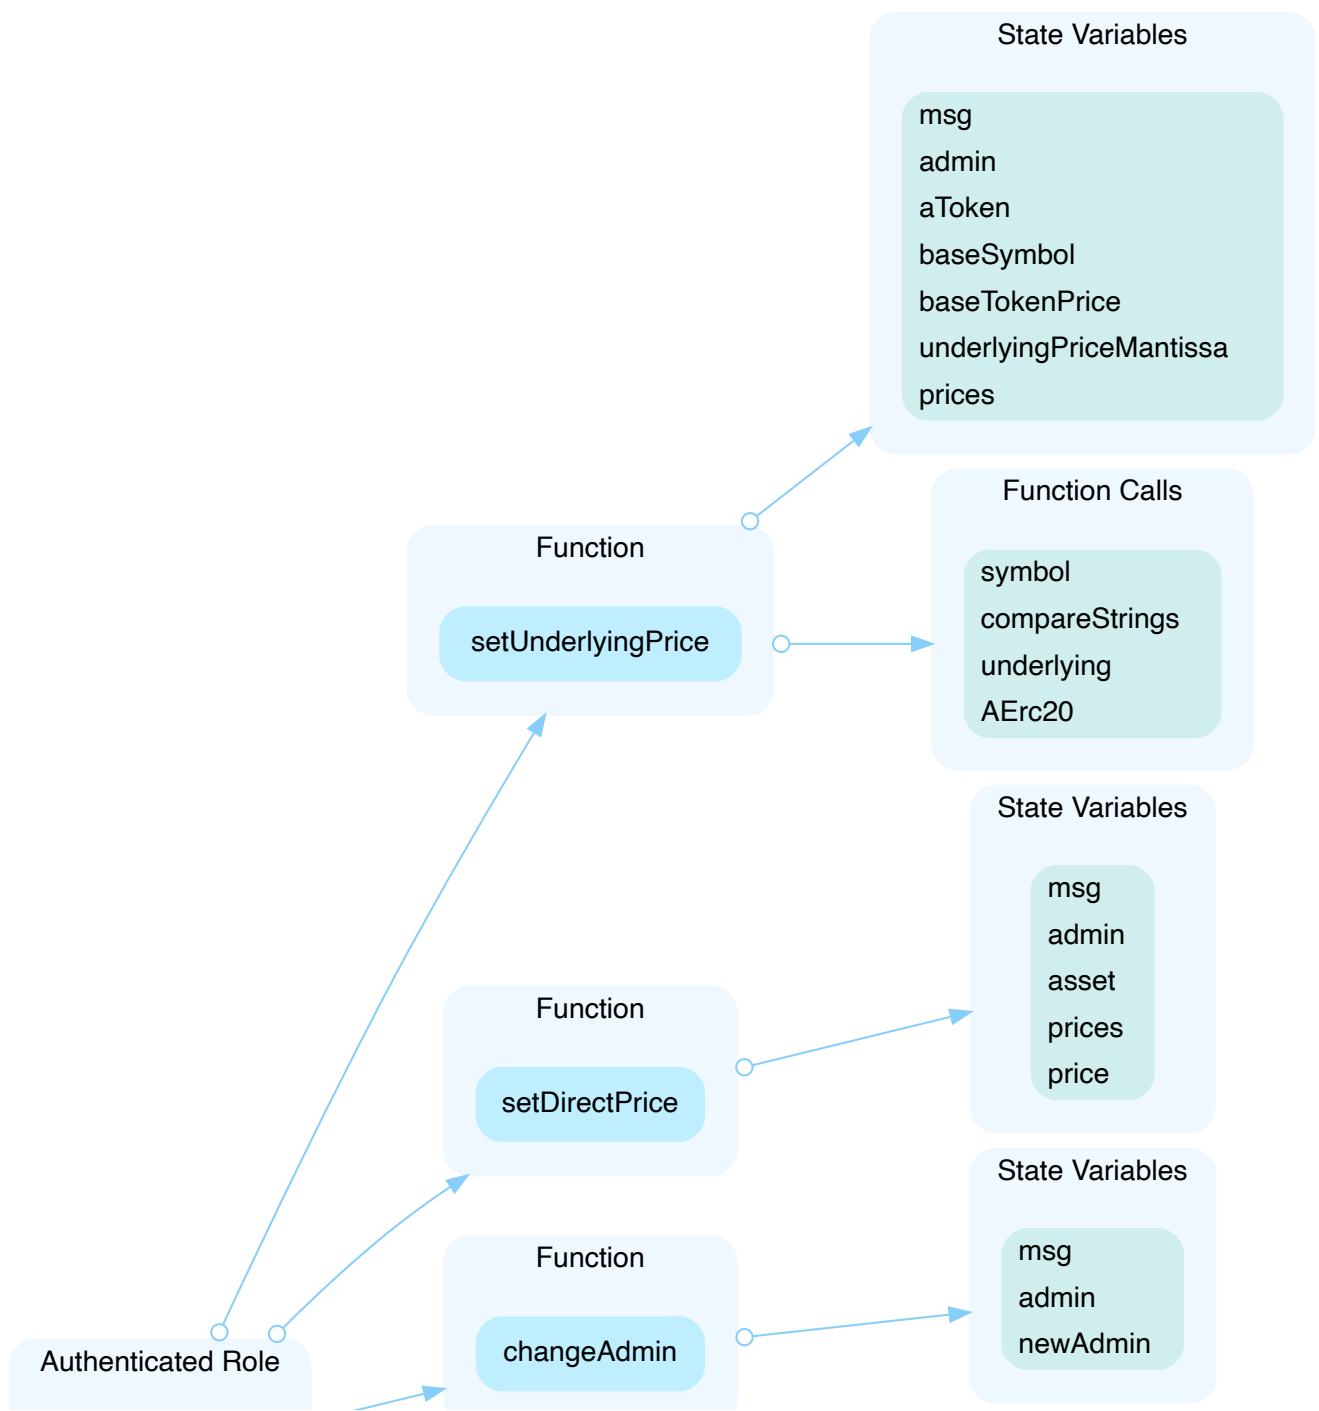 State Variables
msg
admin
aToken
baseSymbol
baseTokenPrice
underlyingPriceMantissa
prices
Function Calls
symbol
compareStrings
underlying
AErc20
Function
setUnderlyingPrice
State Variables
msg
admin
asset
prices
price
Function
setDirectPrice
State Variables
msg
admin
newAdmin
Function
changeAdmin
Authenticated Role